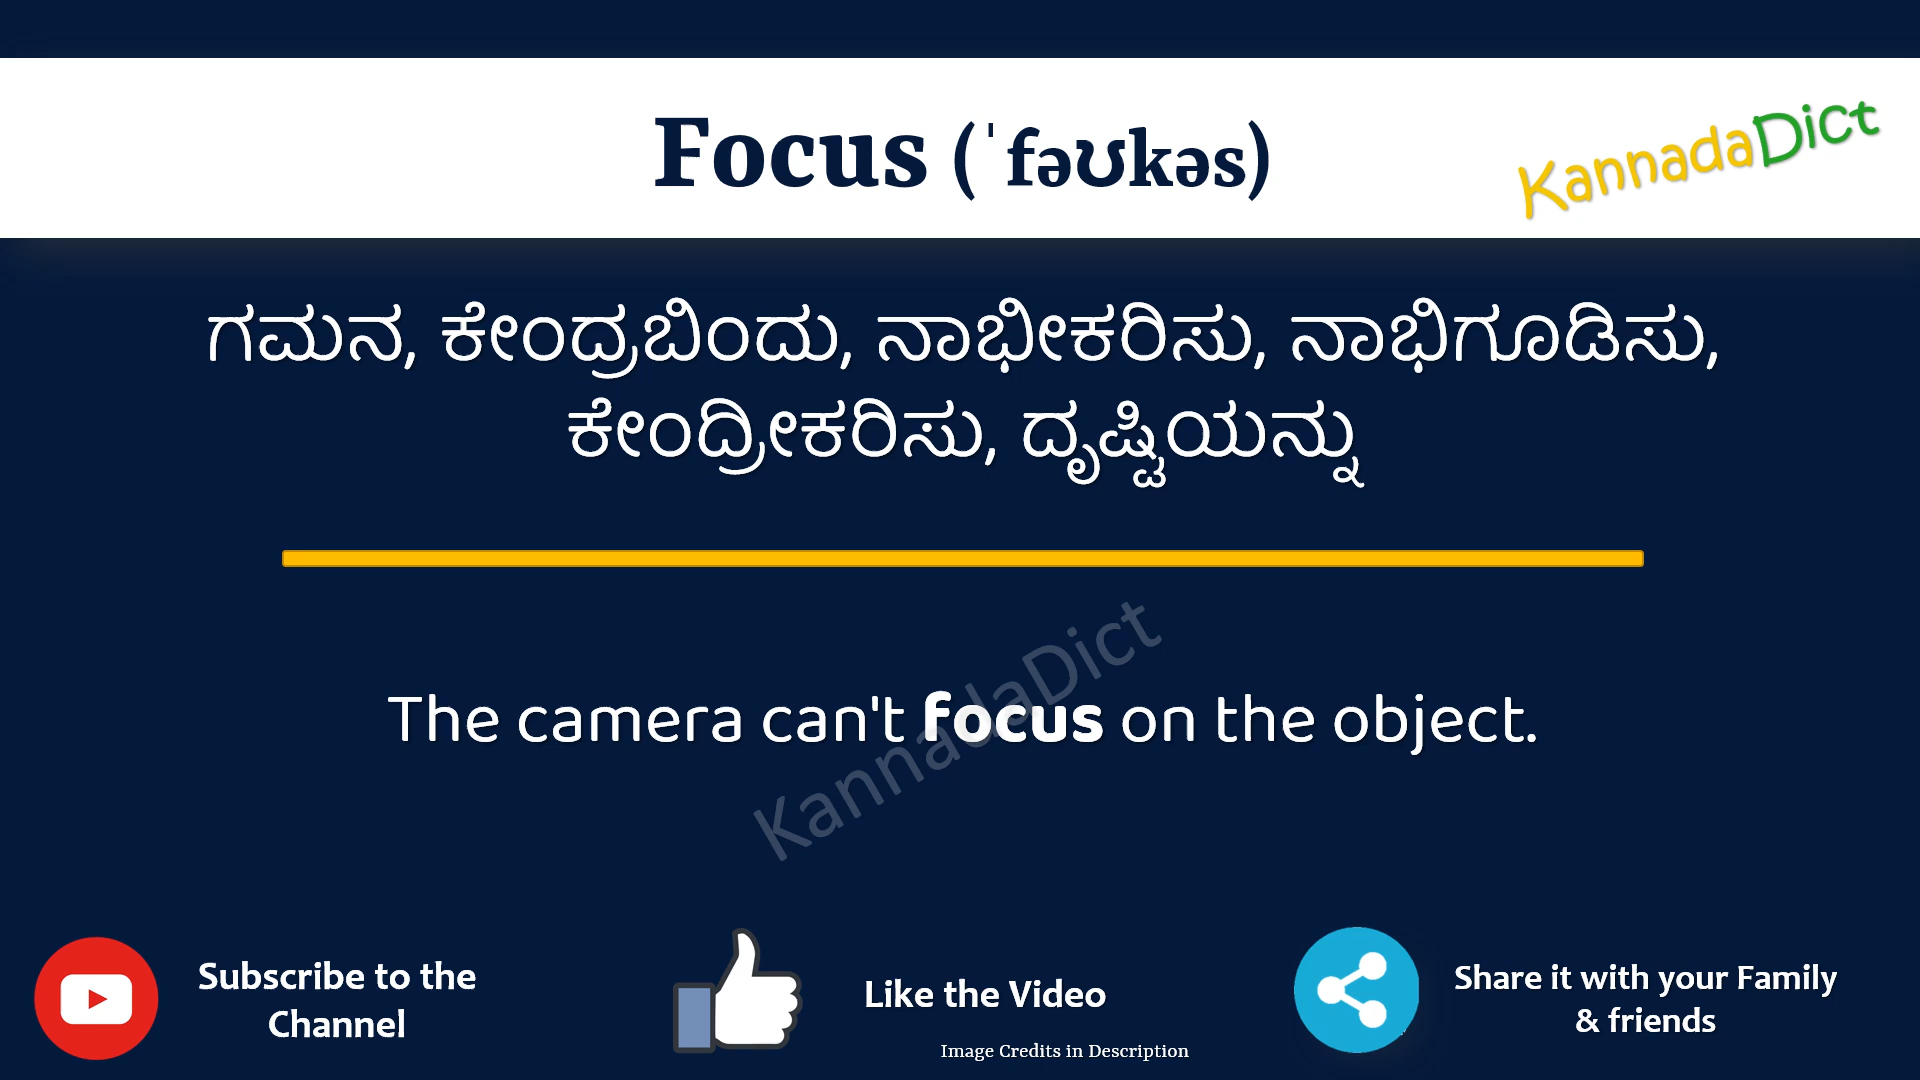 Focus (ˈfəʊkəs)
KannadaDict
ಗಮನ, ಕೇಂದ್ರಬಿಂದು, ನಾಭೀಕರಿಸು, ನಾಭಿಗೂಡಿಸು,
ಕೇಂದ್ರೀಕರಿಸು, ದೃಷ್ಟಿಯನ್ನು
The camera can't focus on the object.
KannadaDict
Subscribe to the
Channel
Like the Video
Share it with your Family
& friends
Image Credits in Description